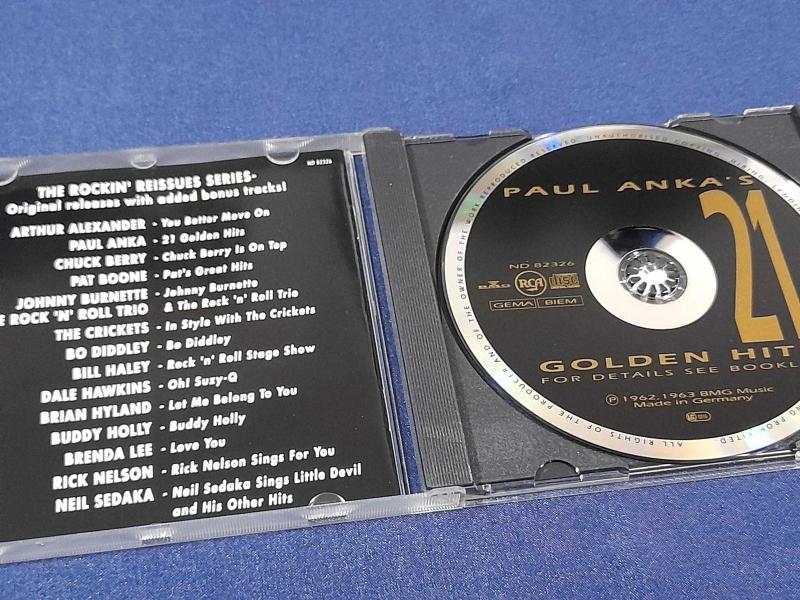 ND 82326
THE ROCKIN' REISSUES SERIES-
Original releases with added bonus tracks!
ARTHUR ALEXANDER - You Better Move On
PAUL ANKA - 21 Golden Hits
CHUCK BERRY - Chuck Berry Is On Top
PAT BOONE - Pat's Great Hits
JOHNNY BURNETTE - Johnny Burnette
E ROCK 'N' ROLL TRIO & The Rock 'n' Roll Trio
THE CRICKETS - In Style With The Crickets
BO DIDDLEY - Bo Diddley
BILL HALEY - Rock 'n' Roll Stage Show
DALE HAWKINS - Oh! Suzy-Q
BRIAN HYLAND - Let Me Belong To You
BUDDY HOLLY - Buddy Holly
BRENDA LEE - Love You
RICK NELSON - Rick Nelson Sings For You
NEIL SEDAKA - Neil Sedaka Sings Little Devil
and His Other Hits
PAUL ANKA'S
21
ND 82326
BMG RCA COMPACT disc
GEMA BIEM
GOLDEN HIT
FOR DETAILS SEE BOOKL
℗ 1962, 1963 BMG Music
Made in Germany
ALL RIGHTS OF THE PRODUCER AND OF THE OWNER OF THE WORK REPRODUCED RESERVED. UNAUTHORISED COPYING, HIRING, LENDI